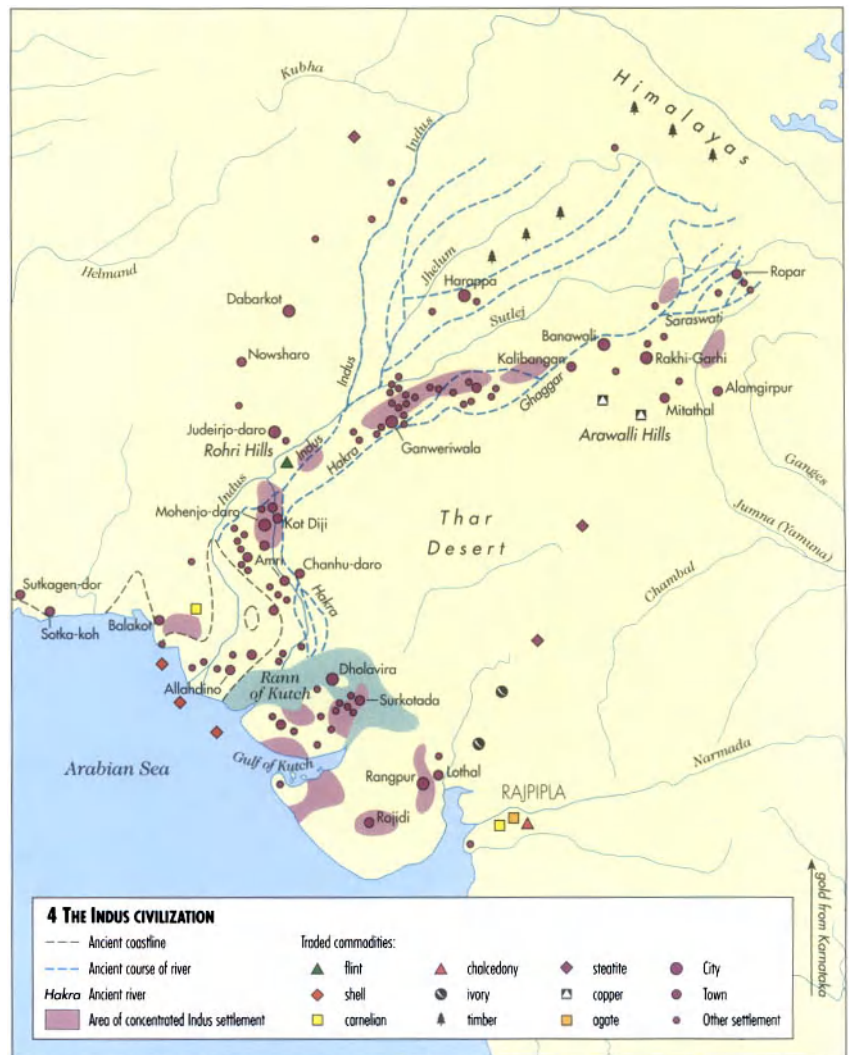 Kubha
Indus
Himalayas
Helmand
Jhelum
Harappa
Ropar
Dabarkot
Sutlej
Saraswati
Banawali
Nowsharo
Indus
Kalibangan
Rakhi-Garhi
Ghaggar
Alamgirpur
Mitathal
Judeirjo-daro
Rohri Hills
Indus
Hakra
Ganweriwala
Arawalli Hills
Ganges
Indus
Mohenjo-daro
Kot Diji
Thar
Desert
Jumna (Yamuna)
Amri
Chanhu-daro
Chambal
Sutkagen-dor
Hakra
Sotka-koh
Balakot
Allahdino
Rann
of Kutch
Dholavira
Surkotada
Arabian Sea
Gulf of Kutch
Narmada
Rangpur
Lothal
RAJPIPLA
Rojidi
gold from Karnataka
4 THE INDUS CIVILIZATION
Ancient coastline
Traded commodities:
Ancient course of river
flint
chalcedony
steatite
City
Hakra Ancient river
shell
ivory
copper
Town
Area of concentrated Indus settlement
carnelian
timber
agate
Other settlement